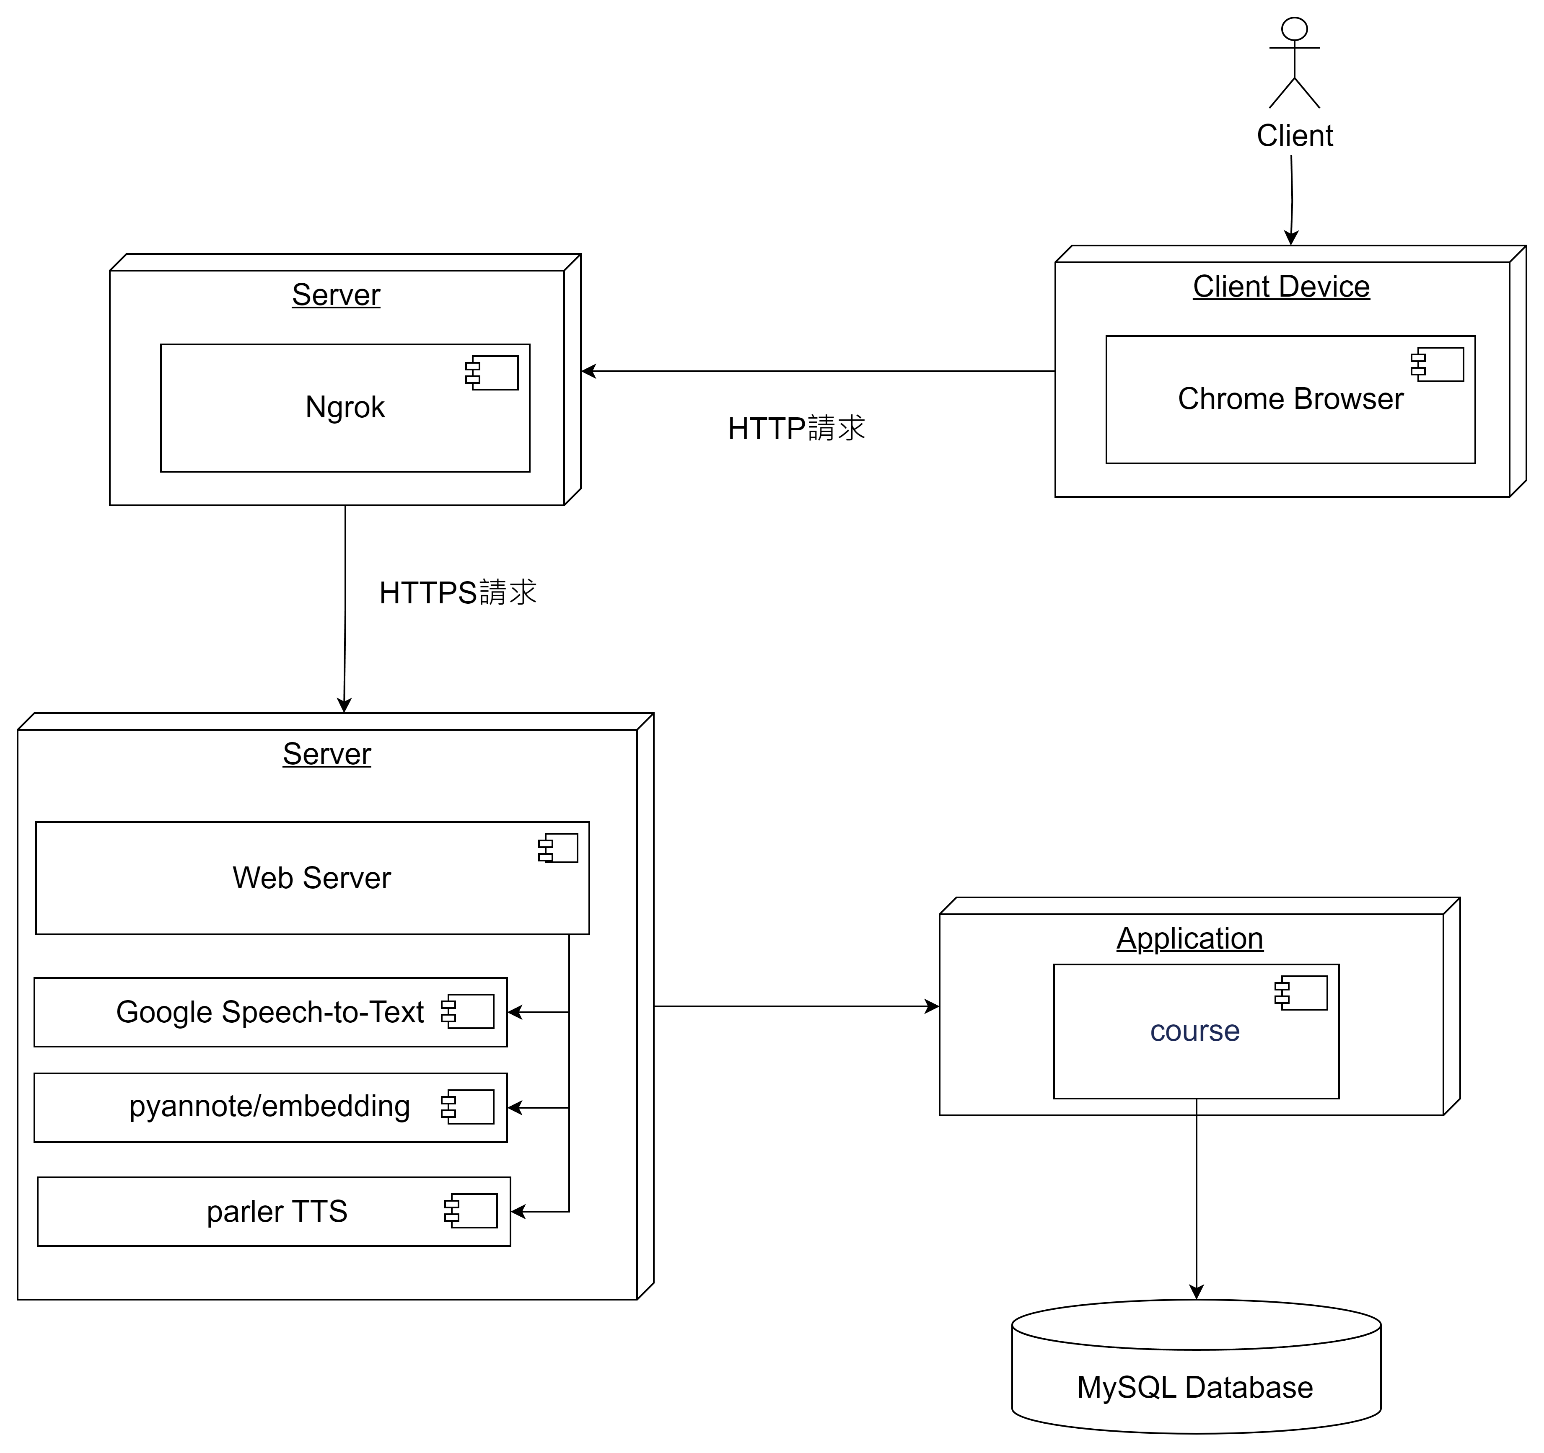 Client
Client Device
Chrome Browser
Server
Ngrok
HTTP請求
HTTPS請求
Server
Web Server
Google Speech-to-Text
pyannote/embedding
parler TTS
Application
course
MySQL Database